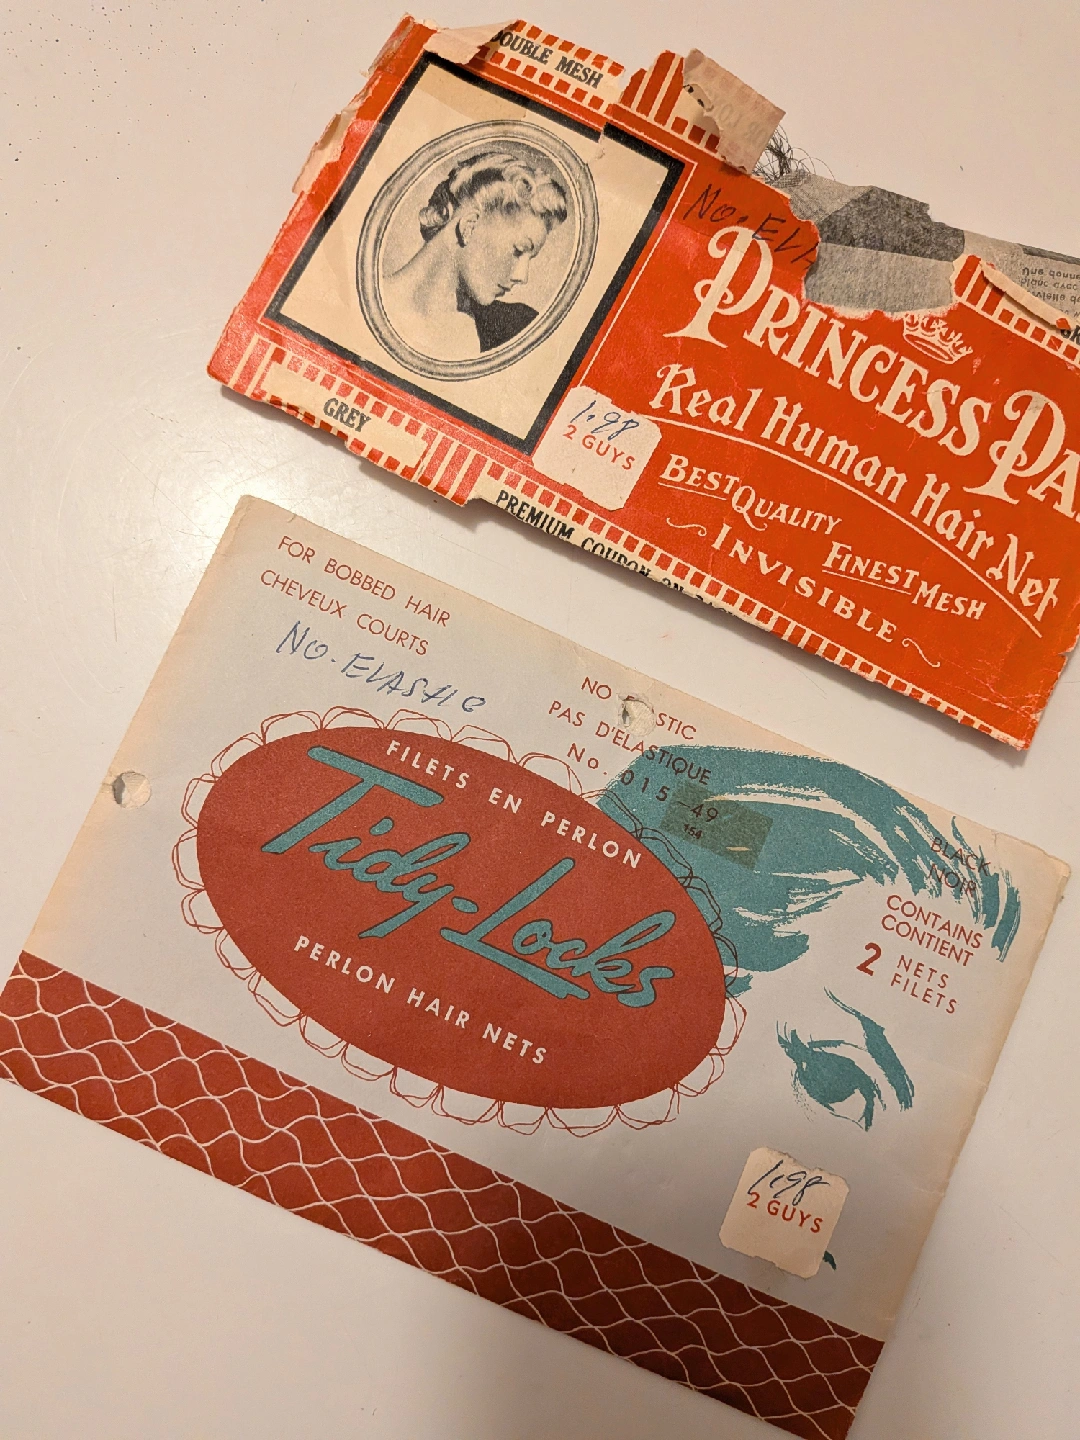 DOUBLE MESH
No. ELA
PRINCESS PA
Real Human Hair Net
BEST QUALITY
FINEST MESH
INVISIBLE
GREY
1.98
2 GUYS
PREMIUM COUPON ON
FOR BOBBED HAIR
CHEVEUX COURTS
No. ELASTIC
NO STIC
PAS D'ELASTIQUE
No. 015-49
154
FILETS EN PERLON
Tidy-Locks
PERLON HAIR NETS
BLACK
NOIR
CONTAINS
CONTIENT
2 NETS
FILETS
1.98
2 GUYS